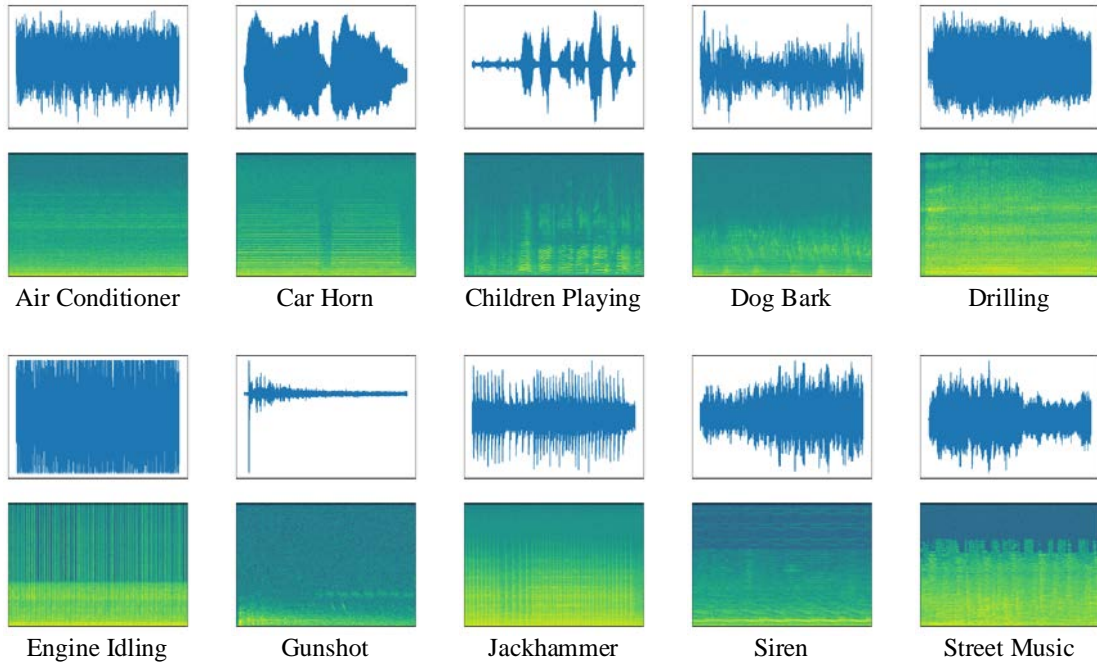 Air Conditioner
Car Horn
Children Playing
Dog Bark
Drilling
Engine Idling
Gunshot
Jackhammer
Siren
Street Music